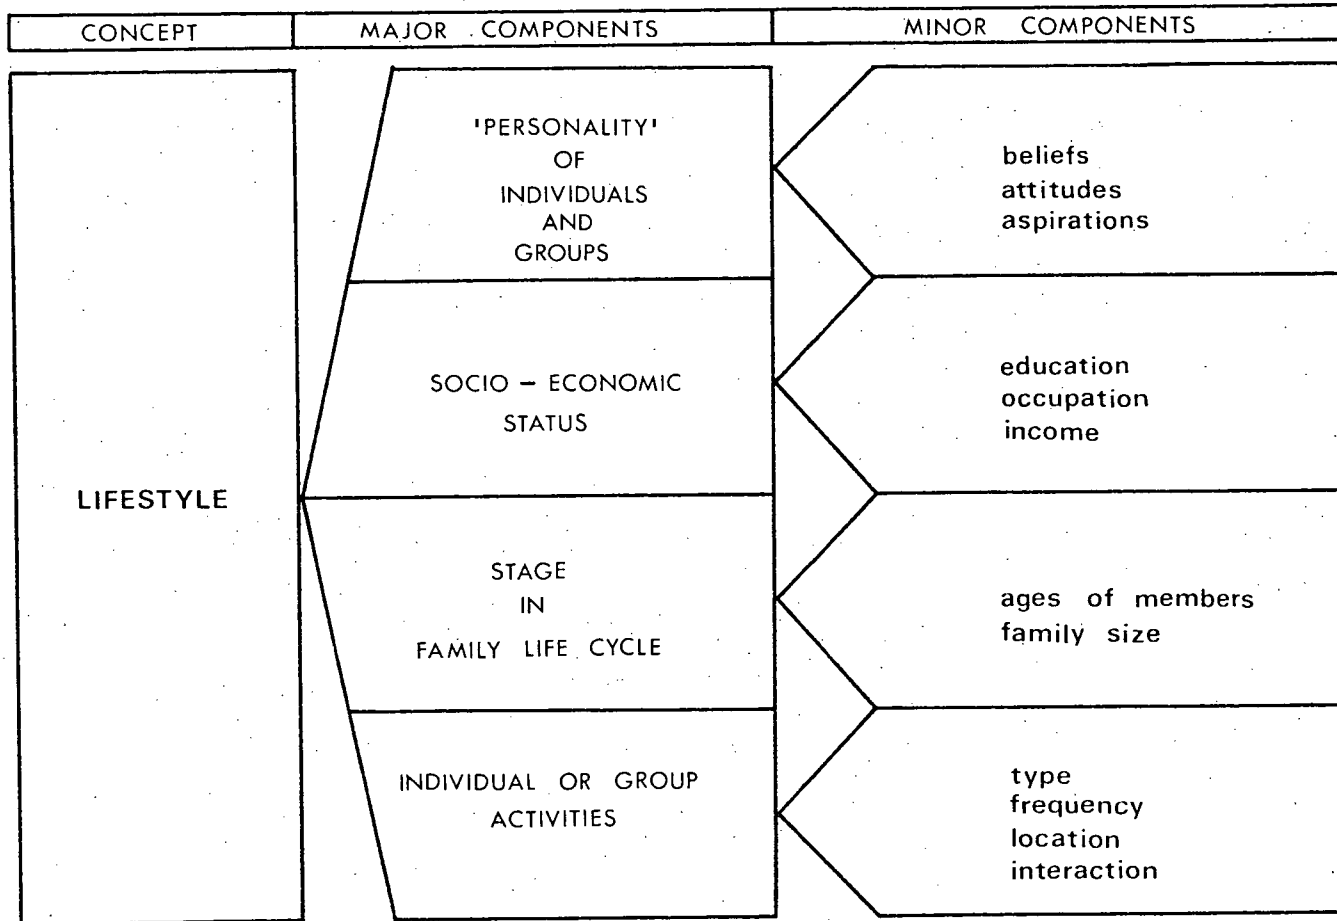 CONCEPT
MAJOR COMPONENTS
MINOR COMPONENTS
LIFESTYLE
'PERSONALITY'
OF
INDIVIDUALS
AND
GROUPS
beliefs
attitudes
aspirations
SOCIO – ECONOMIC
STATUS
education
occupation
income
STAGE
IN
FAMILY LIFE CYCLE
ages of members
family size
INDIVIDUAL OR GROUP
ACTIVITIES
type
frequency
location
interaction